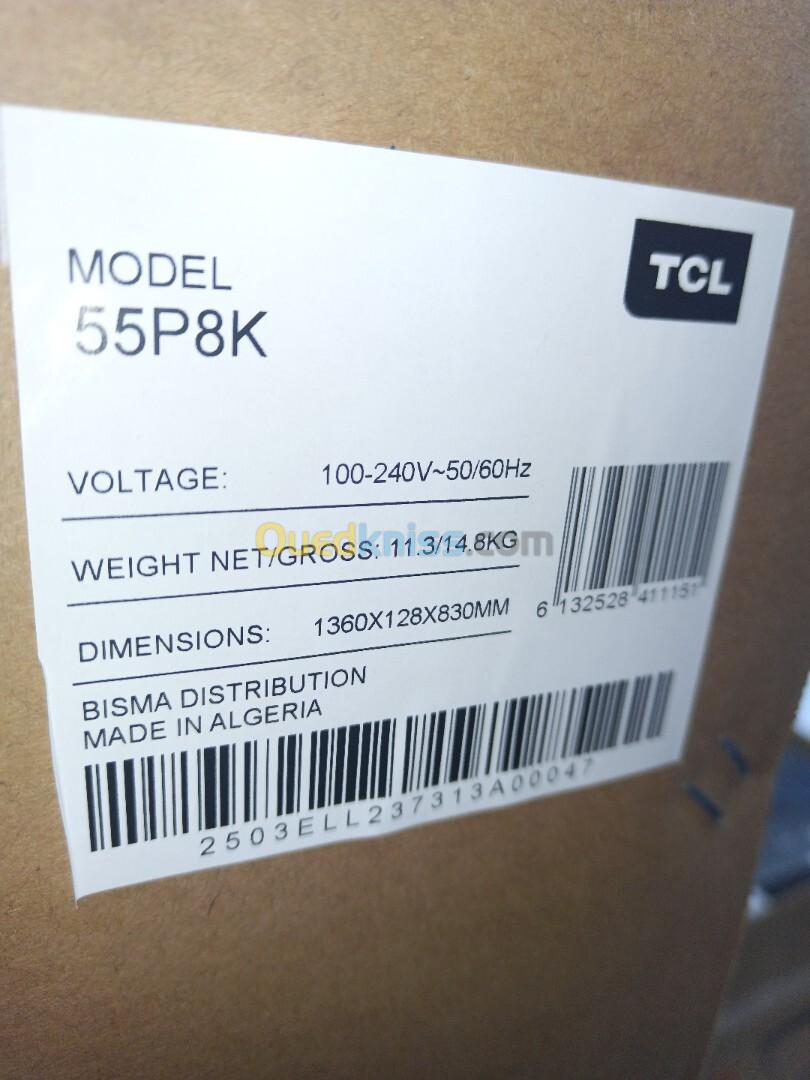 TCL
MODEL
55P8K
VOLTAGE: 100-240V~50/60Hz
WEIGHT NET/GROSS: 11.3/14.8KG
Ouedkniss.com
DIMENSIONS: 1360X128X830MM
6 132528 411151
BISMA DISTRIBUTION
MADE IN ALGERIA
2503ELL237313A00047